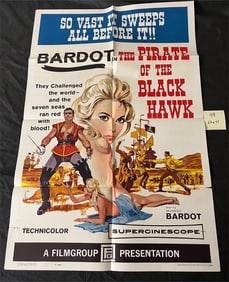 SO VAST IT SWEEPS
ALL BEFORE IT!!
BARDOT IN THE PIRATE
OF THE
BLACK
HAWK
They Challenged
the world-
and the
seven seas
ran red
with
blood!
BARDOT
TECHNICOLOR
SUPERCINESCOPE
A FILMGROUP PRESENTATION